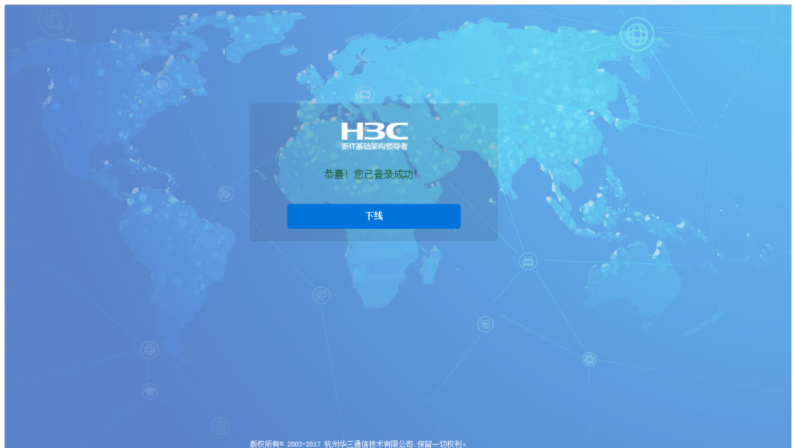 H3C
新IT基础架构领导者
恭喜！您已登录成功！
下线
版权所有© 2003-2017 杭州华三通信技术有限公司.保留一切权利。